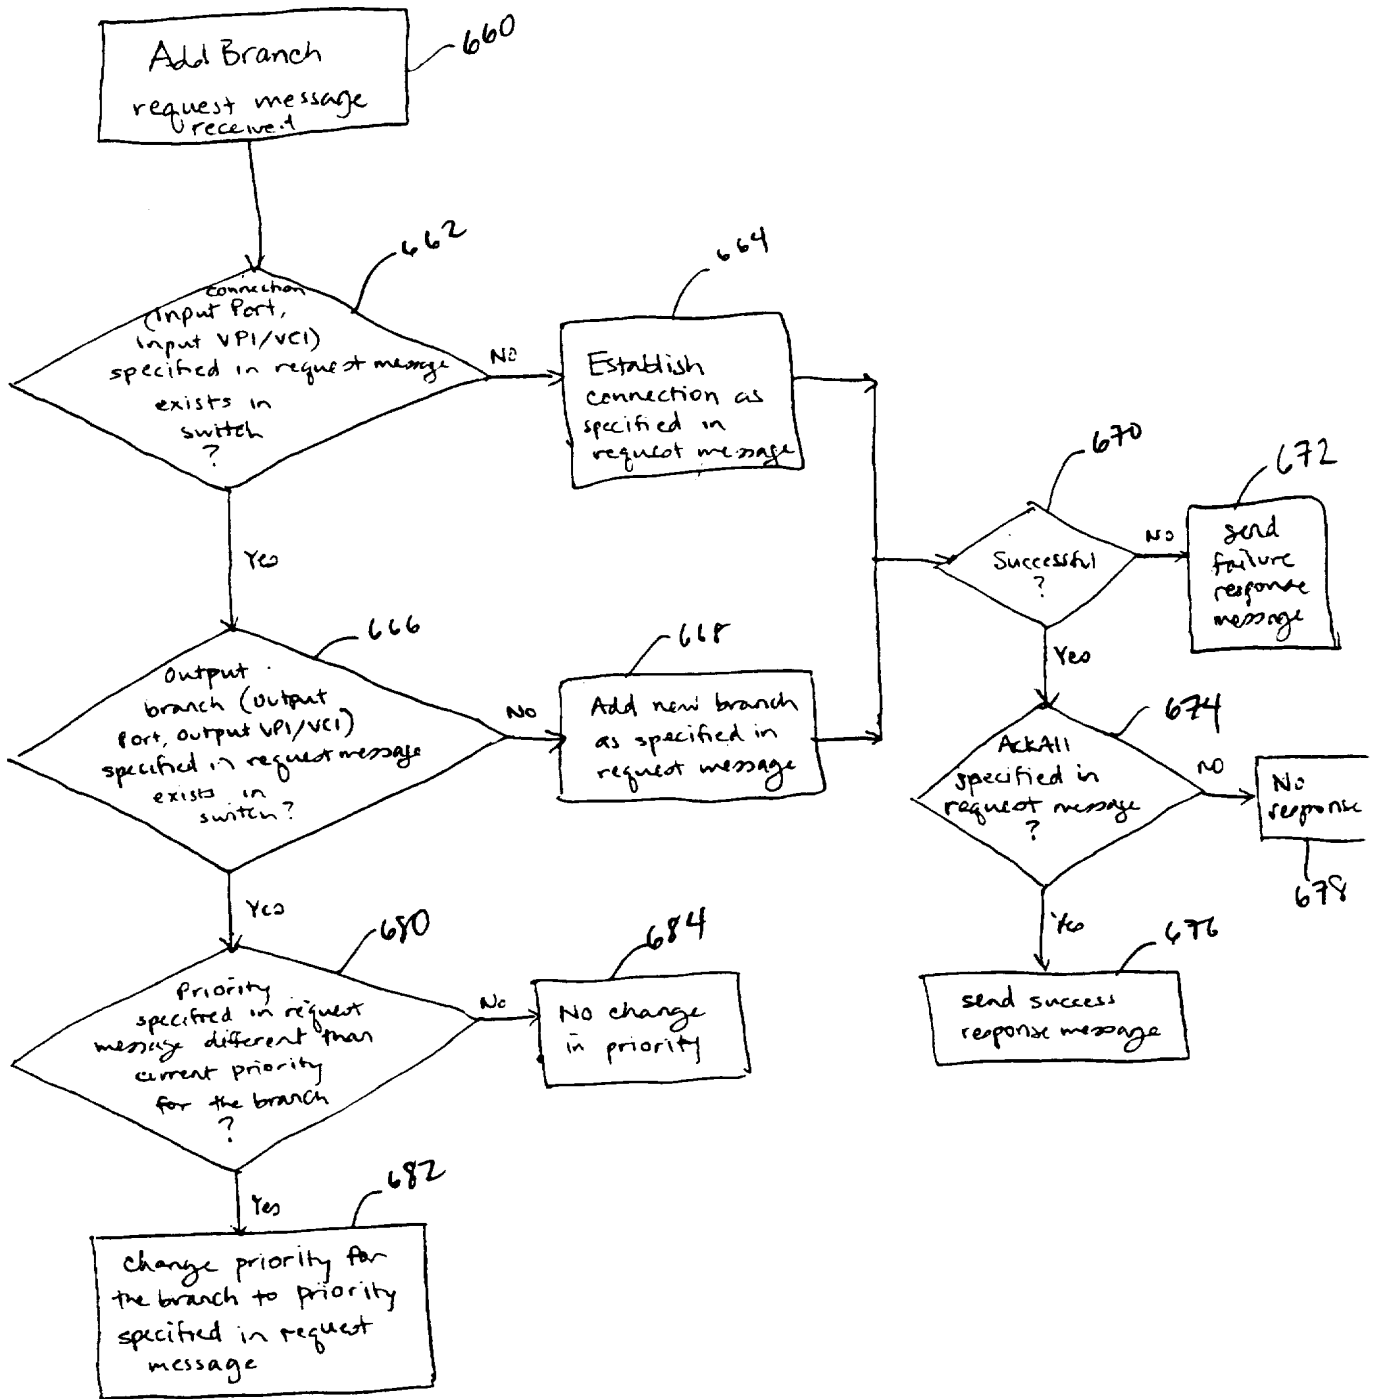 Add Branch
request message
received
660
662
connection
(Input Port,
Input VPI/VCI)
specified in request message
exists in
switch
?
No
664
Establish
connection as
specified in
request message
Yes
666
Output
branch (Output
Port, Output VPI/VCI)
specified in request message
exists in
switch?
No
668
Add new branch
as specified in
request message
670
Successful
?
No
672
send
failure
response
message
Yes
674
AckAll
specified in
request message
?
NO
No
response
678
Yes
676
send success
response message
Yes
680
Priority
specified in request
message different than
current priority
for the branch
?
No
684
No change
in priority
Yes
682
change priority for
the branch to priority
specified in request
message